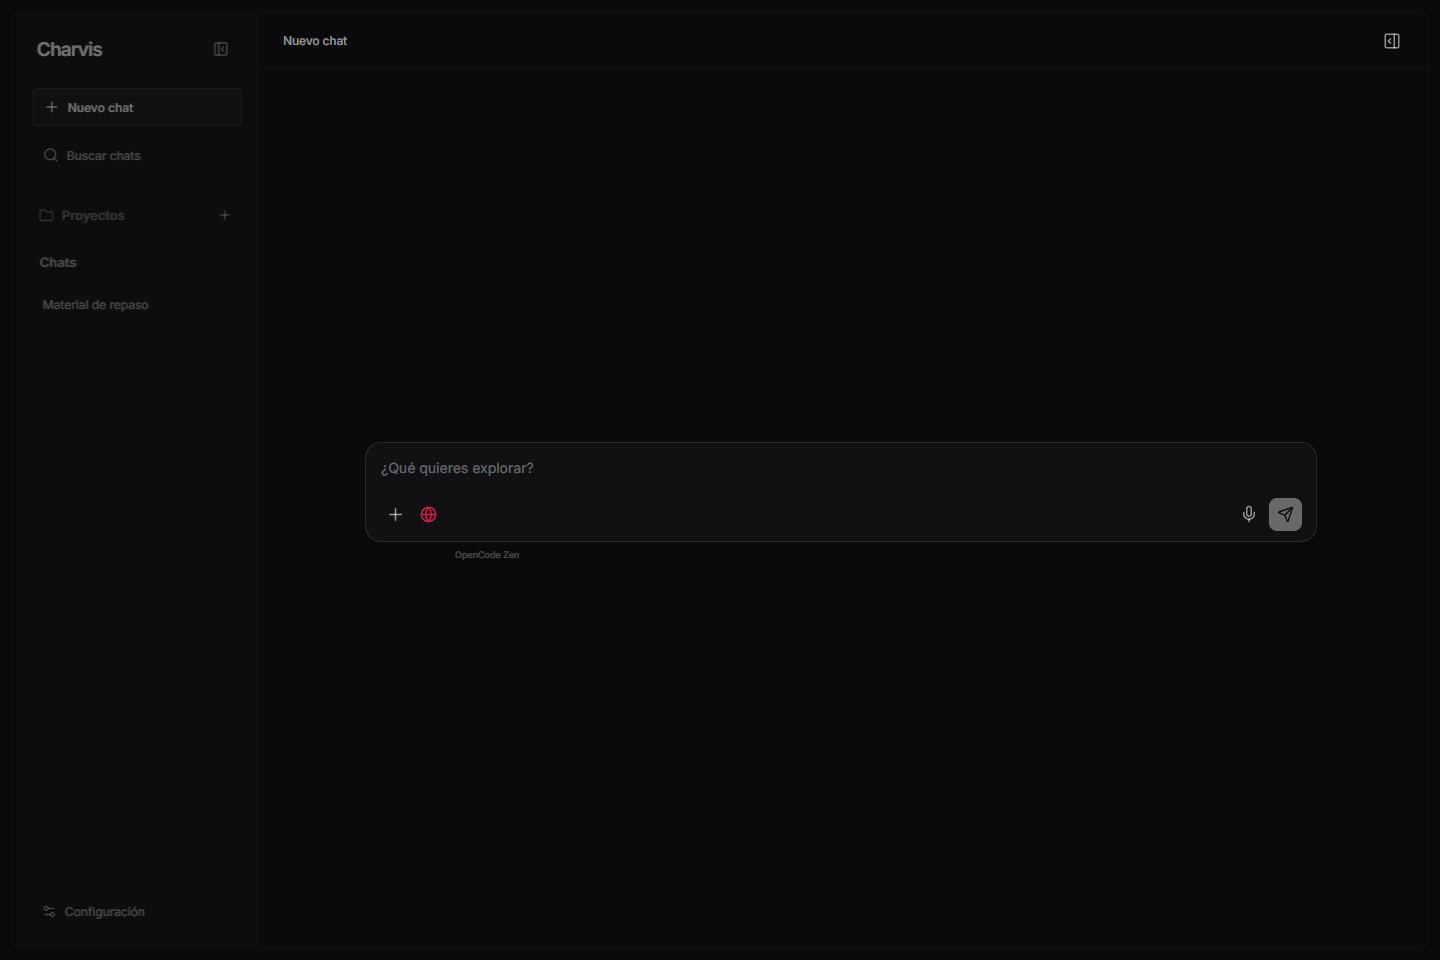 Charvis
Nuevo chat
Buscar chats
Proyectos
Chats
Material de repaso
Configuración
Nuevo chat
¿Qué quieres explorar?
OpenCode Zen